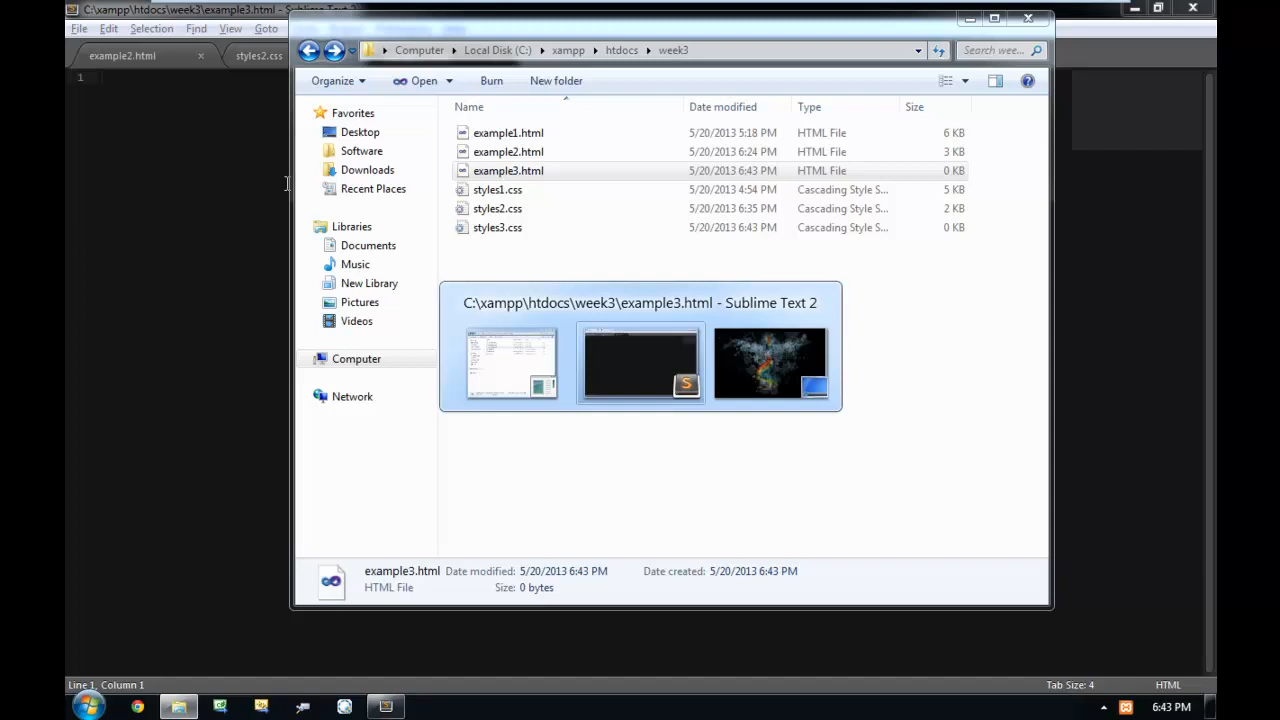 C:\xampp\htdocs\week3\example3.html - Sublime Text 2
File Edit Selection Find View Goto
example2.html × styles2.css
1
Computer Local Disk (C:) xampp htdocs week3
Search wee...
Organize Open Burn New folder
Name Date modified Type Size
Favorites
Desktop
Software
Downloads
Recent Places
Libraries
Documents
Music
New Library
Pictures
Videos
Computer
Network
example1.html 5/20/2013 5:18 PM HTML File 6 KB
example2.html 5/20/2013 6:24 PM HTML File 3 KB
example3.html 5/20/2013 6:43 PM HTML File 0 KB
styles1.css 5/20/2013 4:54 PM Cascading Style S... 5 KB
styles2.css 5/20/2013 6:35 PM Cascading Style S... 2 KB
styles3.css 5/20/2013 6:43 PM Cascading Style S... 0 KB
C:\xampp\htdocs\week3\example3.html - Sublime Text 2
example3.html Date modified: 5/20/2013 6:43 PM Date created: 5/20/2013 6:43 PM
HTML File Size: 0 bytes
Line 1, Column 1 Tab Size: 4 HTML
6:43 PM